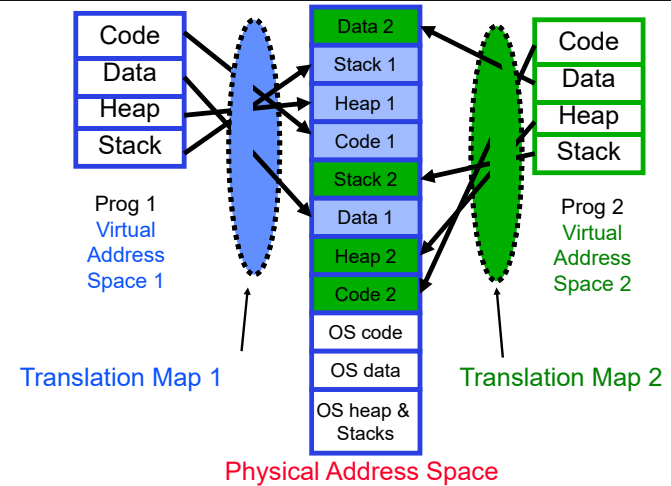 Code
Data
Heap
Stack
Prog 1
Virtual
Address
Space 1
Translation Map 1
Data 2
Stack 1
Heap 1
Code 1
Stack 2
Data 1
Heap 2
Code 2
OS code
OS data
OS heap &
Stacks
Physical Address Space
Code
Data
Heap
Stack
Prog 2
Virtual
Address
Space 2
Translation Map 2